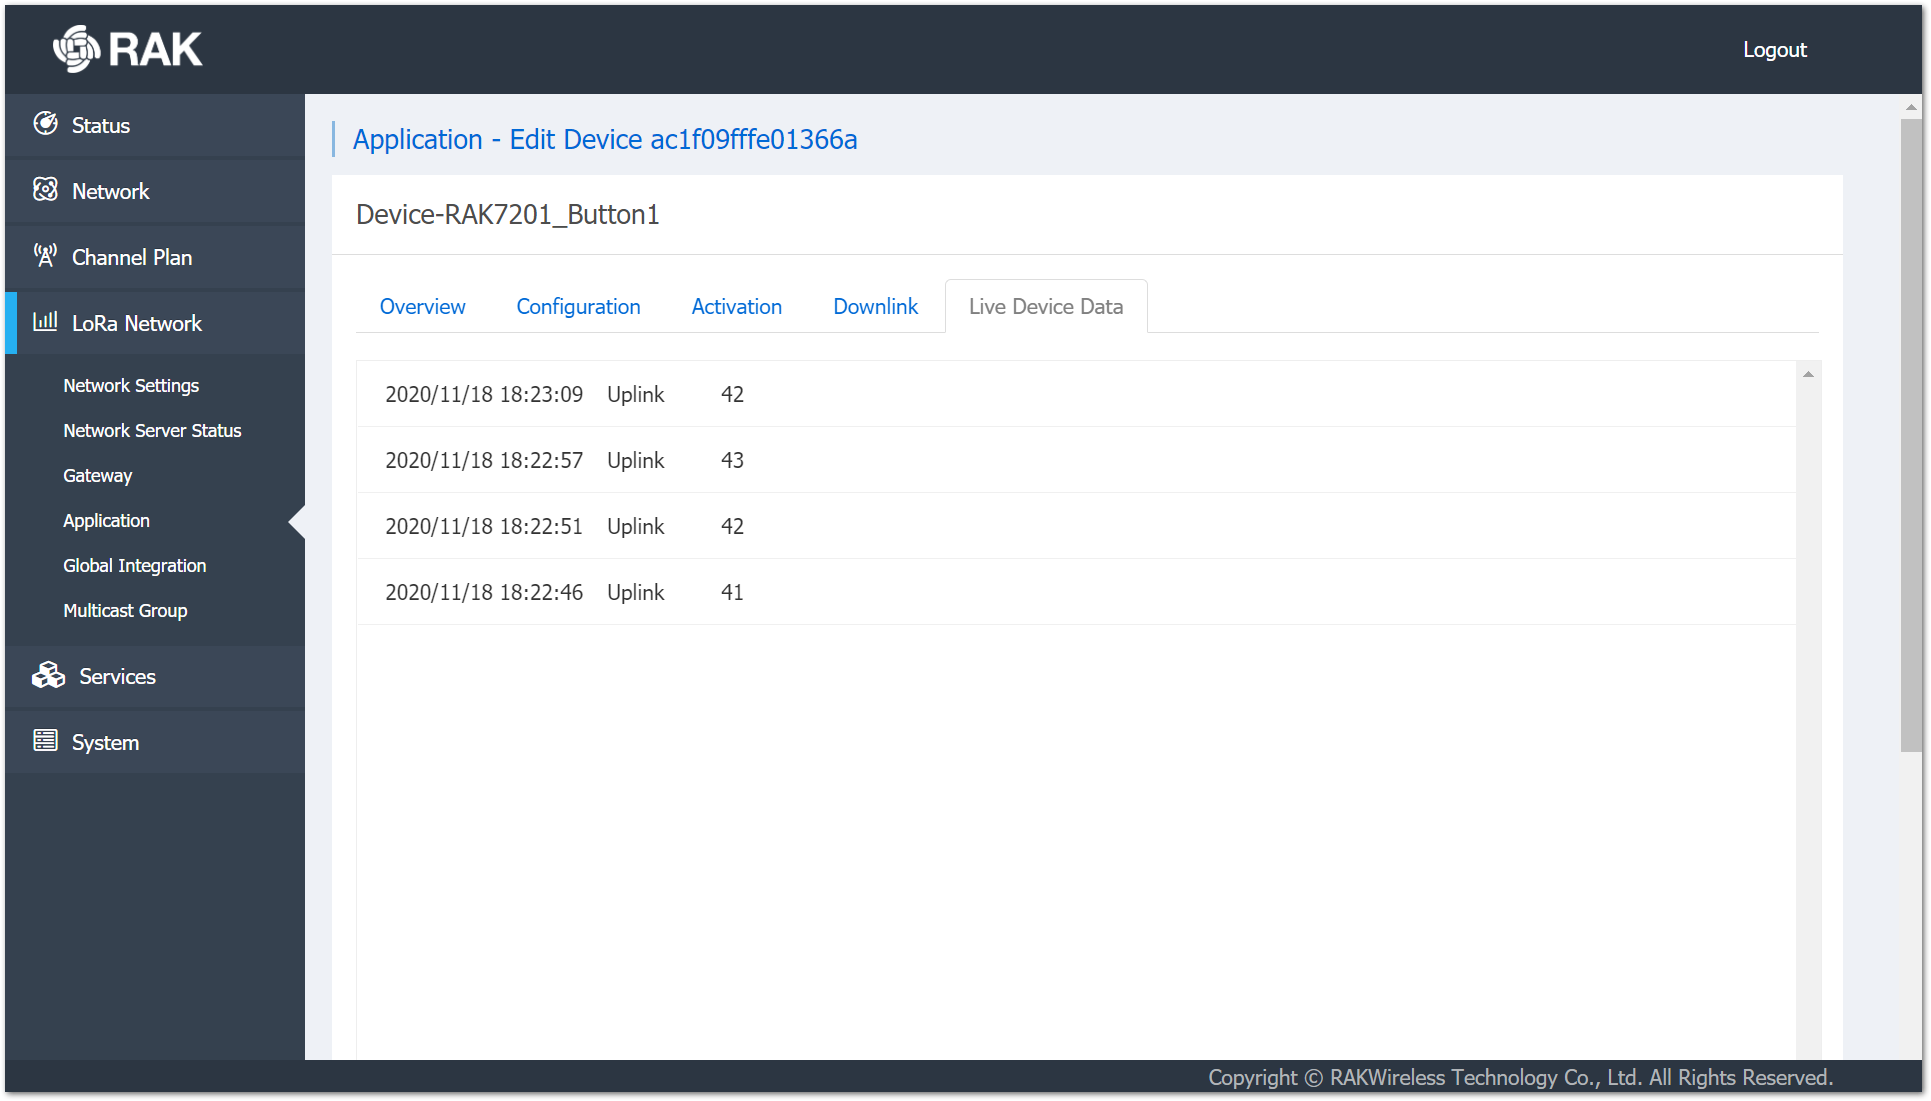 RAK
Logout
Status
Network
Channel Plan
LoRa Network
Network Settings
Network Server Status
Gateway
Application
Global Integration
Multicast Group
Services
System
Application - Edit Device ac1f09fffe01366a
Device-RAK7201_Button1
Overview Configuration Activation Downlink Live Device Data
2020/11/18 18:23:09 Uplink 42
2020/11/18 18:22:57 Uplink 43
2020/11/18 18:22:51 Uplink 42
2020/11/18 18:22:46 Uplink 41
Copyright © RAKWireless Technology Co., Ltd. All Rights Reserved.